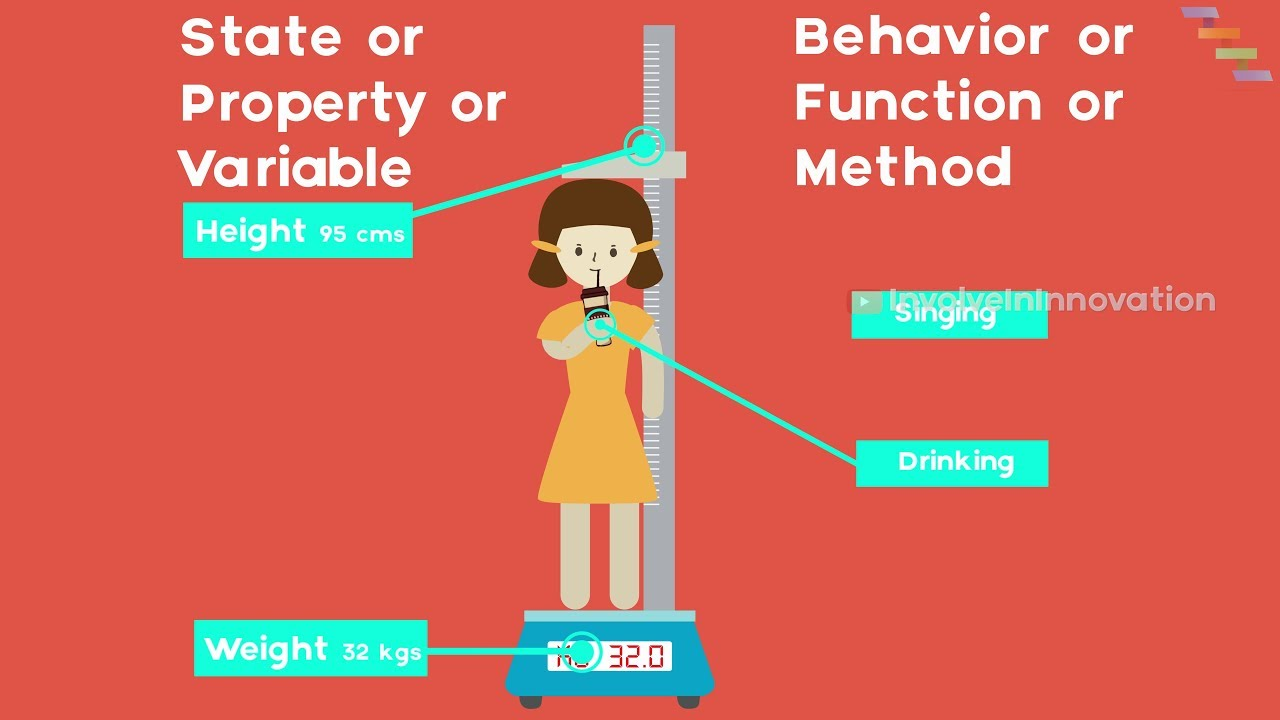 State or
Property or
Variable
Height 95 cms
Behavior or
Function or
Method
InvolveInInnovation
Singing
Drinking
Weight 32 kgs
32.0